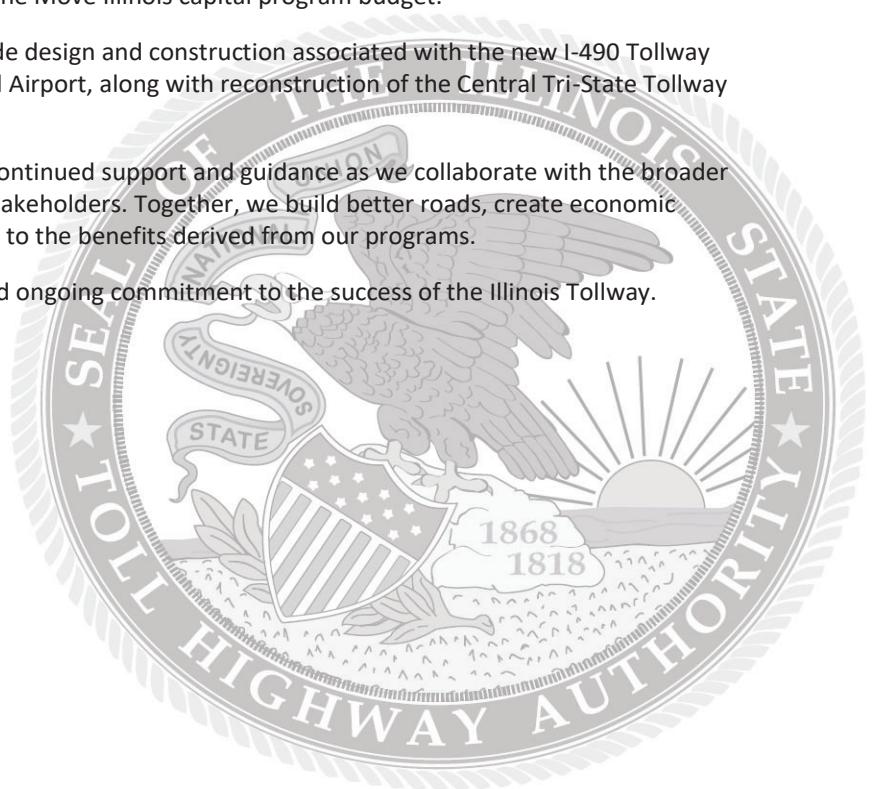 he Move Illinois capital program budget.
de design and construction associated with the new I-490 Tollway
l Airport, along with reconstruction of the Central Tri-State Tollway
ontinued support and guidance as we collaborate with the broader
akeholders. Together, we build better roads, create economic
to the benefits derived from our programs.
d ongoing commitment to the success of the Illinois Tollway.
SEAL OF THE ILLINOIS STATE
TOLL HIGHWAY AUTHORITY
STATE
SOVEREIGNTY
NATIONAL
UNION
1868
1818